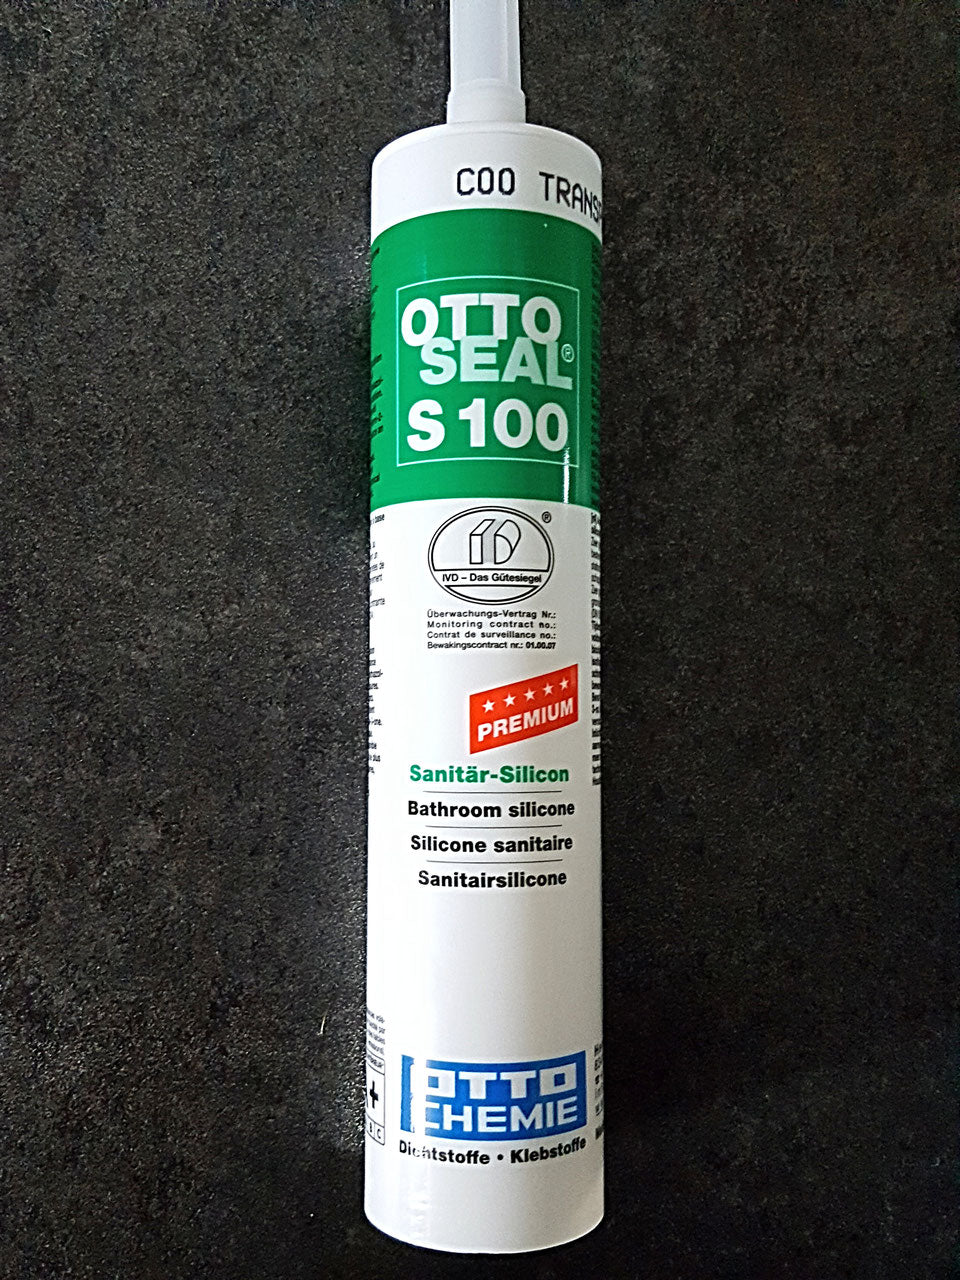 C00 TRANSP
OTTO
SEAL®
S 100
®
IVD – Das Gütesiegel
Überwachungs-Vertrag Nr.:
Monitoring contract no.:
Contrat de surveillance no.:
Bewakingscontract nr.: 01.00.07
PREMIUM
Sanitär-Silicon
Bathroom silicone
Silicone sanitaire
Sanitairsilicone
OTTO
CHEMIE
Dichtstoffe • Klebstoffe